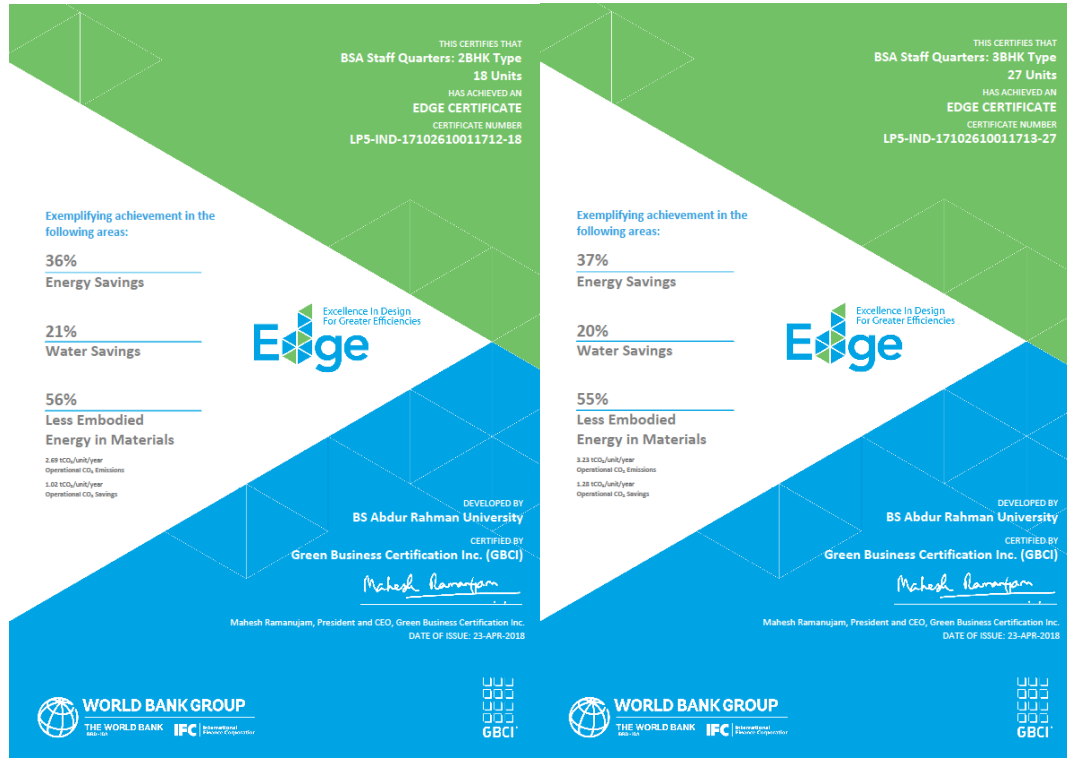 THIS CERTIFIES THAT
BSA Staff Quarters: 2BHK Type
18 Units
HAS ACHIEVED AN
EDGE CERTIFICATE
CERTIFICATE NUMBER
LP5-IND-17102610011712-18
Exemplifying achievement in the
following areas:
36%
Energy Savings
21%
Water Savings
56%
Less Embodied
Energy in Materials
2.69 tCO₂/unit/year
Operational CO₂ Emissions
1.02 tCO₂/unit/year
Operational CO₂ Savings
Edge
Excellence In Design
For Greater Efficiencies
DEVELOPED BY
BS Abdur Rahman University
CERTIFIED BY
Green Business Certification Inc. (GBCI)
Mahesh Ramanujam
Mahesh Ramanujam, President and CEO, Green Business Certification Inc.
DATE OF ISSUE: 23-APR-2018
WORLD BANK GROUP
THE WORLD BANK
IBRD • IDA
IFC International
Finance Corporation
GBCI
THIS CERTIFIES THAT
BSA Staff Quarters: 3BHK Type
27 Units
HAS ACHIEVED AN
EDGE CERTIFICATE
CERTIFICATE NUMBER
LP5-IND-17102610011713-27
Exemplifying achievement in the
following areas:
37%
Energy Savings
20%
Water Savings
55%
Less Embodied
Energy in Materials
3.23 tCO₂/unit/year
Operational CO₂ Emissions
1.28 tCO₂/unit/year
Operational CO₂ Savings
Edge
Excellence In Design
For Greater Efficiencies
DEVELOPED BY
BS Abdur Rahman University
CERTIFIED BY
Green Business Certification Inc. (GBCI)
Mahesh Ramanujam
Mahesh Ramanujam, President and CEO, Green Business Certification Inc.
DATE OF ISSUE: 23-APR-2018
WORLD BANK GROUP
THE WORLD BANK
IBRD • IDA
IFC International
Finance Corporation
GBCI